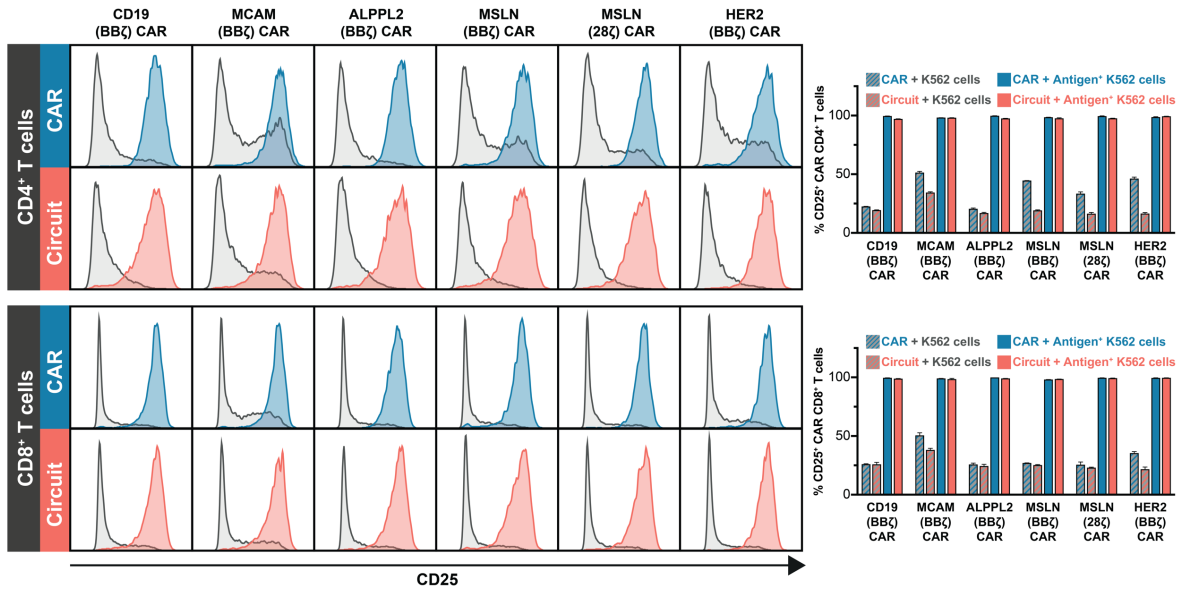 CD19
(BBζ) CAR
MCAM
(BBζ) CAR
ALPPL2
(BBζ) CAR
MSLN
(BBζ) CAR
MSLN
(28ζ) CAR
HER2
(BBζ) CAR
CD4⁺ T cells
CAR
Circuit
CD8⁺ T cells
CAR
Circuit
CD25
CAR + K562 cells
CAR + Antigen⁺ K562 cells
Circuit + K562 cells
Circuit + Antigen⁺ K562 cells
% CD25⁺ CAR CD4⁺ T cells
100
50
0
CD19
(BBζ)
CAR
MCAM
(BBζ)
CAR
ALPPL2
(BBζ)
CAR
MSLN
(BBζ)
CAR
MSLN
(28ζ)
CAR
HER2
(BBζ)
CAR
CAR + K562 cells
CAR + Antigen⁺ K562 cells
Circuit + K562 cells
Circuit + Antigen⁺ K562 cells
% CD25⁺ CAR CD8⁺ T cells
100
50
0
CD19
(BBζ)
CAR
MCAM
(BBζ)
CAR
ALPPL2
(BBζ)
CAR
MSLN
(BBζ)
CAR
MSLN
(28ζ)
CAR
HER2
(BBζ)
CAR